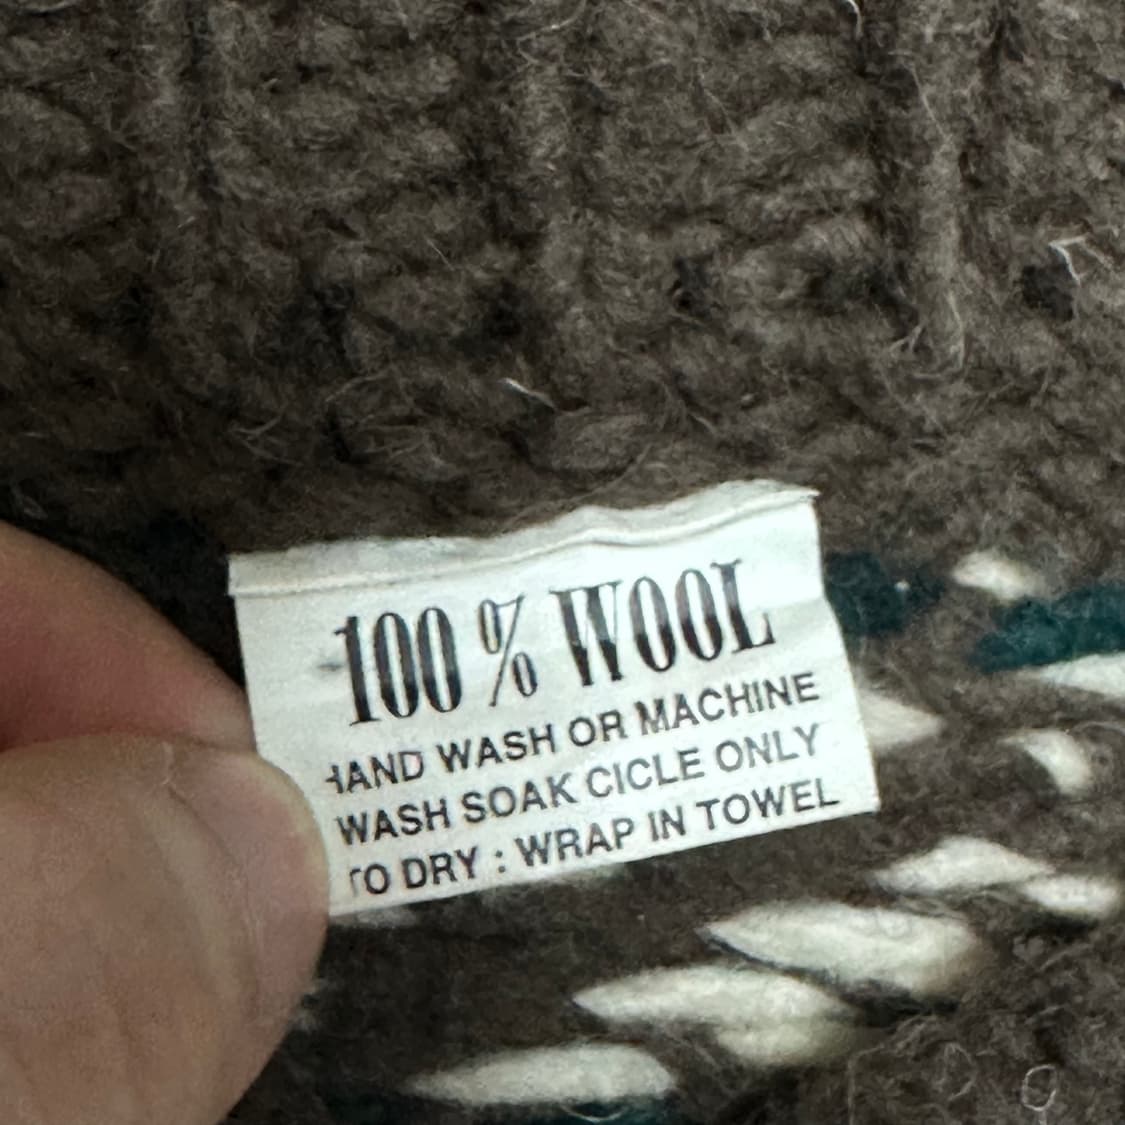 100 % WOOL
HAND WASH OR MACHINE
WASH SOAK CICLE ONLY
TO DRY : WRAP IN TOWEL